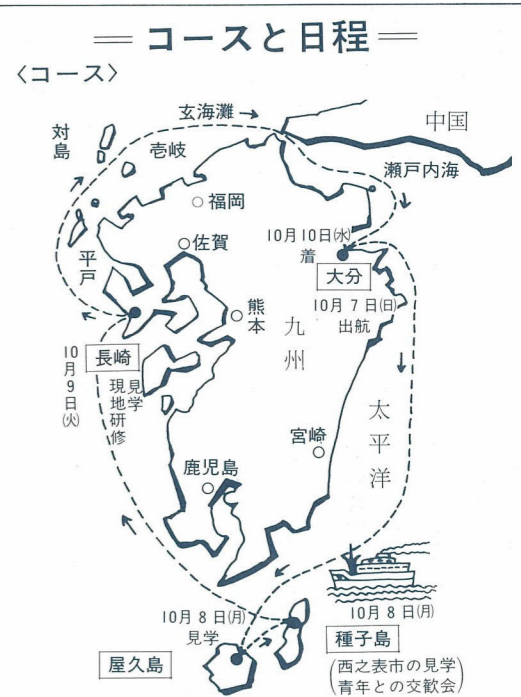 コースと日程
〈コース〉
玄海灘→
中国
対島
壱岐
瀬戸内海
福岡
10月10日㈬
着
佐賀
平戸
大分
10月7日㈰
出航
熊本
九州
長崎
10月9日㈫
見学
現地研修
太平洋
宮崎
鹿児島
10月8日㈪
見学
10月8日㈪
種子島
屋久島
(西之表市の見学
青年との交歓会)